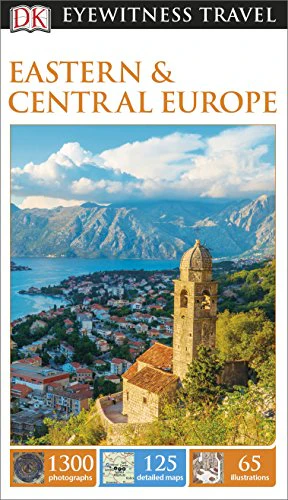 DK EYEWITNESS TRAVEL
EASTERN &
CENTRAL EUROPE
1300
photographs
125
detailed maps
65
illustrations